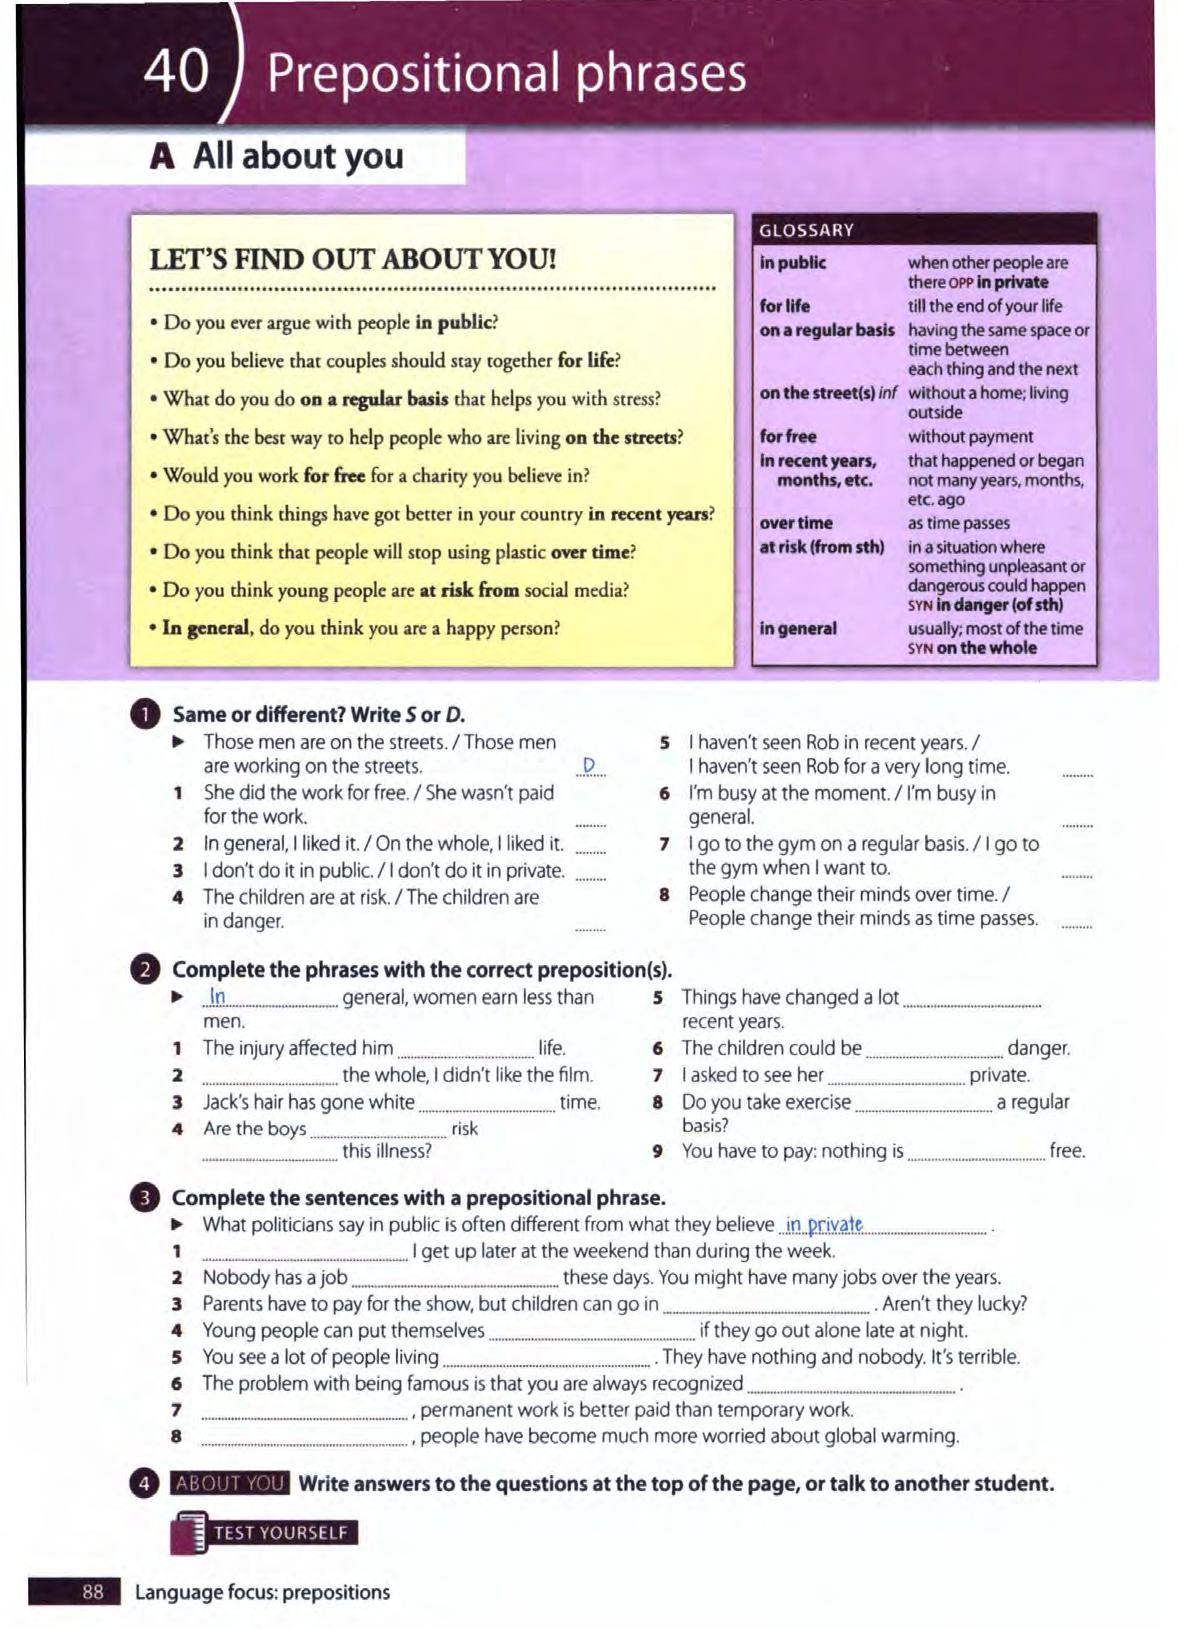 40 Prepositional phrases
A All about you
LET'S FIND OUT ABOUT YOU!
• Do you ever argue with people in public?
• Do you believe that couples should stay together for life?
• What do you do on a regular basis that helps you with stress?
• What's the best way to help people who are living on the streets?
• Would you work for free for a charity you believe in?
• Do you think things have got better in your country in recent years?
• Do you think that people will stop using plastic over time?
• Do you think young people are at risk from social media?
• In general, do you think you are a happy person?
GLOSSARY
in public when other people are
there OPP in private
for life till the end of your life
on a regular basis having the same space or
time between
each thing and the next
on the street(s) inf without a home; living
outside
for free without payment
in recent years, that happened or began
months, etc. not many years, months,
etc. ago
over time as time passes
at risk (from sth) in a situation where
something unpleasant or
dangerous could happen
SYN in danger (of sth)
in general usually; most of the time
SYN on the whole
1 Same or different? Write S or D.
► Those men are on the streets. / Those men
are working on the streets. D
1 She did the work for free. / She wasn't paid
for the work.
2 In general, I liked it. / On the whole, I liked it.
3 I don't do it in public. / I don't do it in private.
4 The children are at risk. / The children are
in danger.
5 I haven't seen Rob in recent years. /
I haven't seen Rob for a very long time.
6 I'm busy at the moment. / I'm busy in
general.
7 I go to the gym on a regular basis. / I go to
the gym when I want to.
8 People change their minds over time. /
People change their minds as time passes.
2 Complete the phrases with the correct preposition(s).
► In general, women earn less than
men.
1 The injury affected him ........ life.
2 ........ the whole, I didn't like the film.
3 Jack's hair has gone white ........ time.
4 Are the boys ........ risk
........ this illness?
5 Things have changed a lot ........
recent years.
6 The children could be ........ danger.
7 I asked to see her ........ private.
8 Do you take exercise ........ a regular
basis?
9 You have to pay: nothing is ........ free.
3 Complete the sentences with a prepositional phrase.
► What politicians say in public is often different from what they believe in private.
1 ........ I get up later at the weekend than during the week.
2 Nobody has a job ........ these days. You might have many jobs over the years.
3 Parents have to pay for the show, but children can go in ......... Aren't they lucky?
4 Young people can put themselves ........ if they go out alone late at night.
5 You see a lot of people living ......... They have nothing and nobody. It's terrible.
6 The problem with being famous is that you are always recognized .........
7 ........, permanent work is better paid than temporary work.
8 ........, people have become much more worried about global warming.
4 ABOUT YOU Write answers to the questions at the top of the page, or talk to another student.
TEST YOURSELF
88 Language focus: prepositions